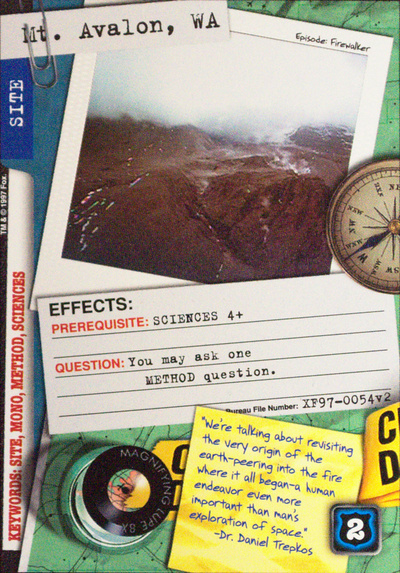 Mt. Avalon, WA
Episode: Firewalker
SITE
TM & © 1997 Fox.
KEYWORDS: SITE, MONO, METHOD, SCIENCES
EFFECTS:
PREREQUISITE: SCIENCES 4+
QUESTION: You may ask one
METHOD question.
Bureau File Number: XF97-0054v2
MAGNIFYING LUPE 8X
"We're talking about revisiting
the very origin of the
earth-peering into the fire
where it all began-a human
endeavor even more
important than man's
exploration of space."
-Dr. Daniel Trepkos
2